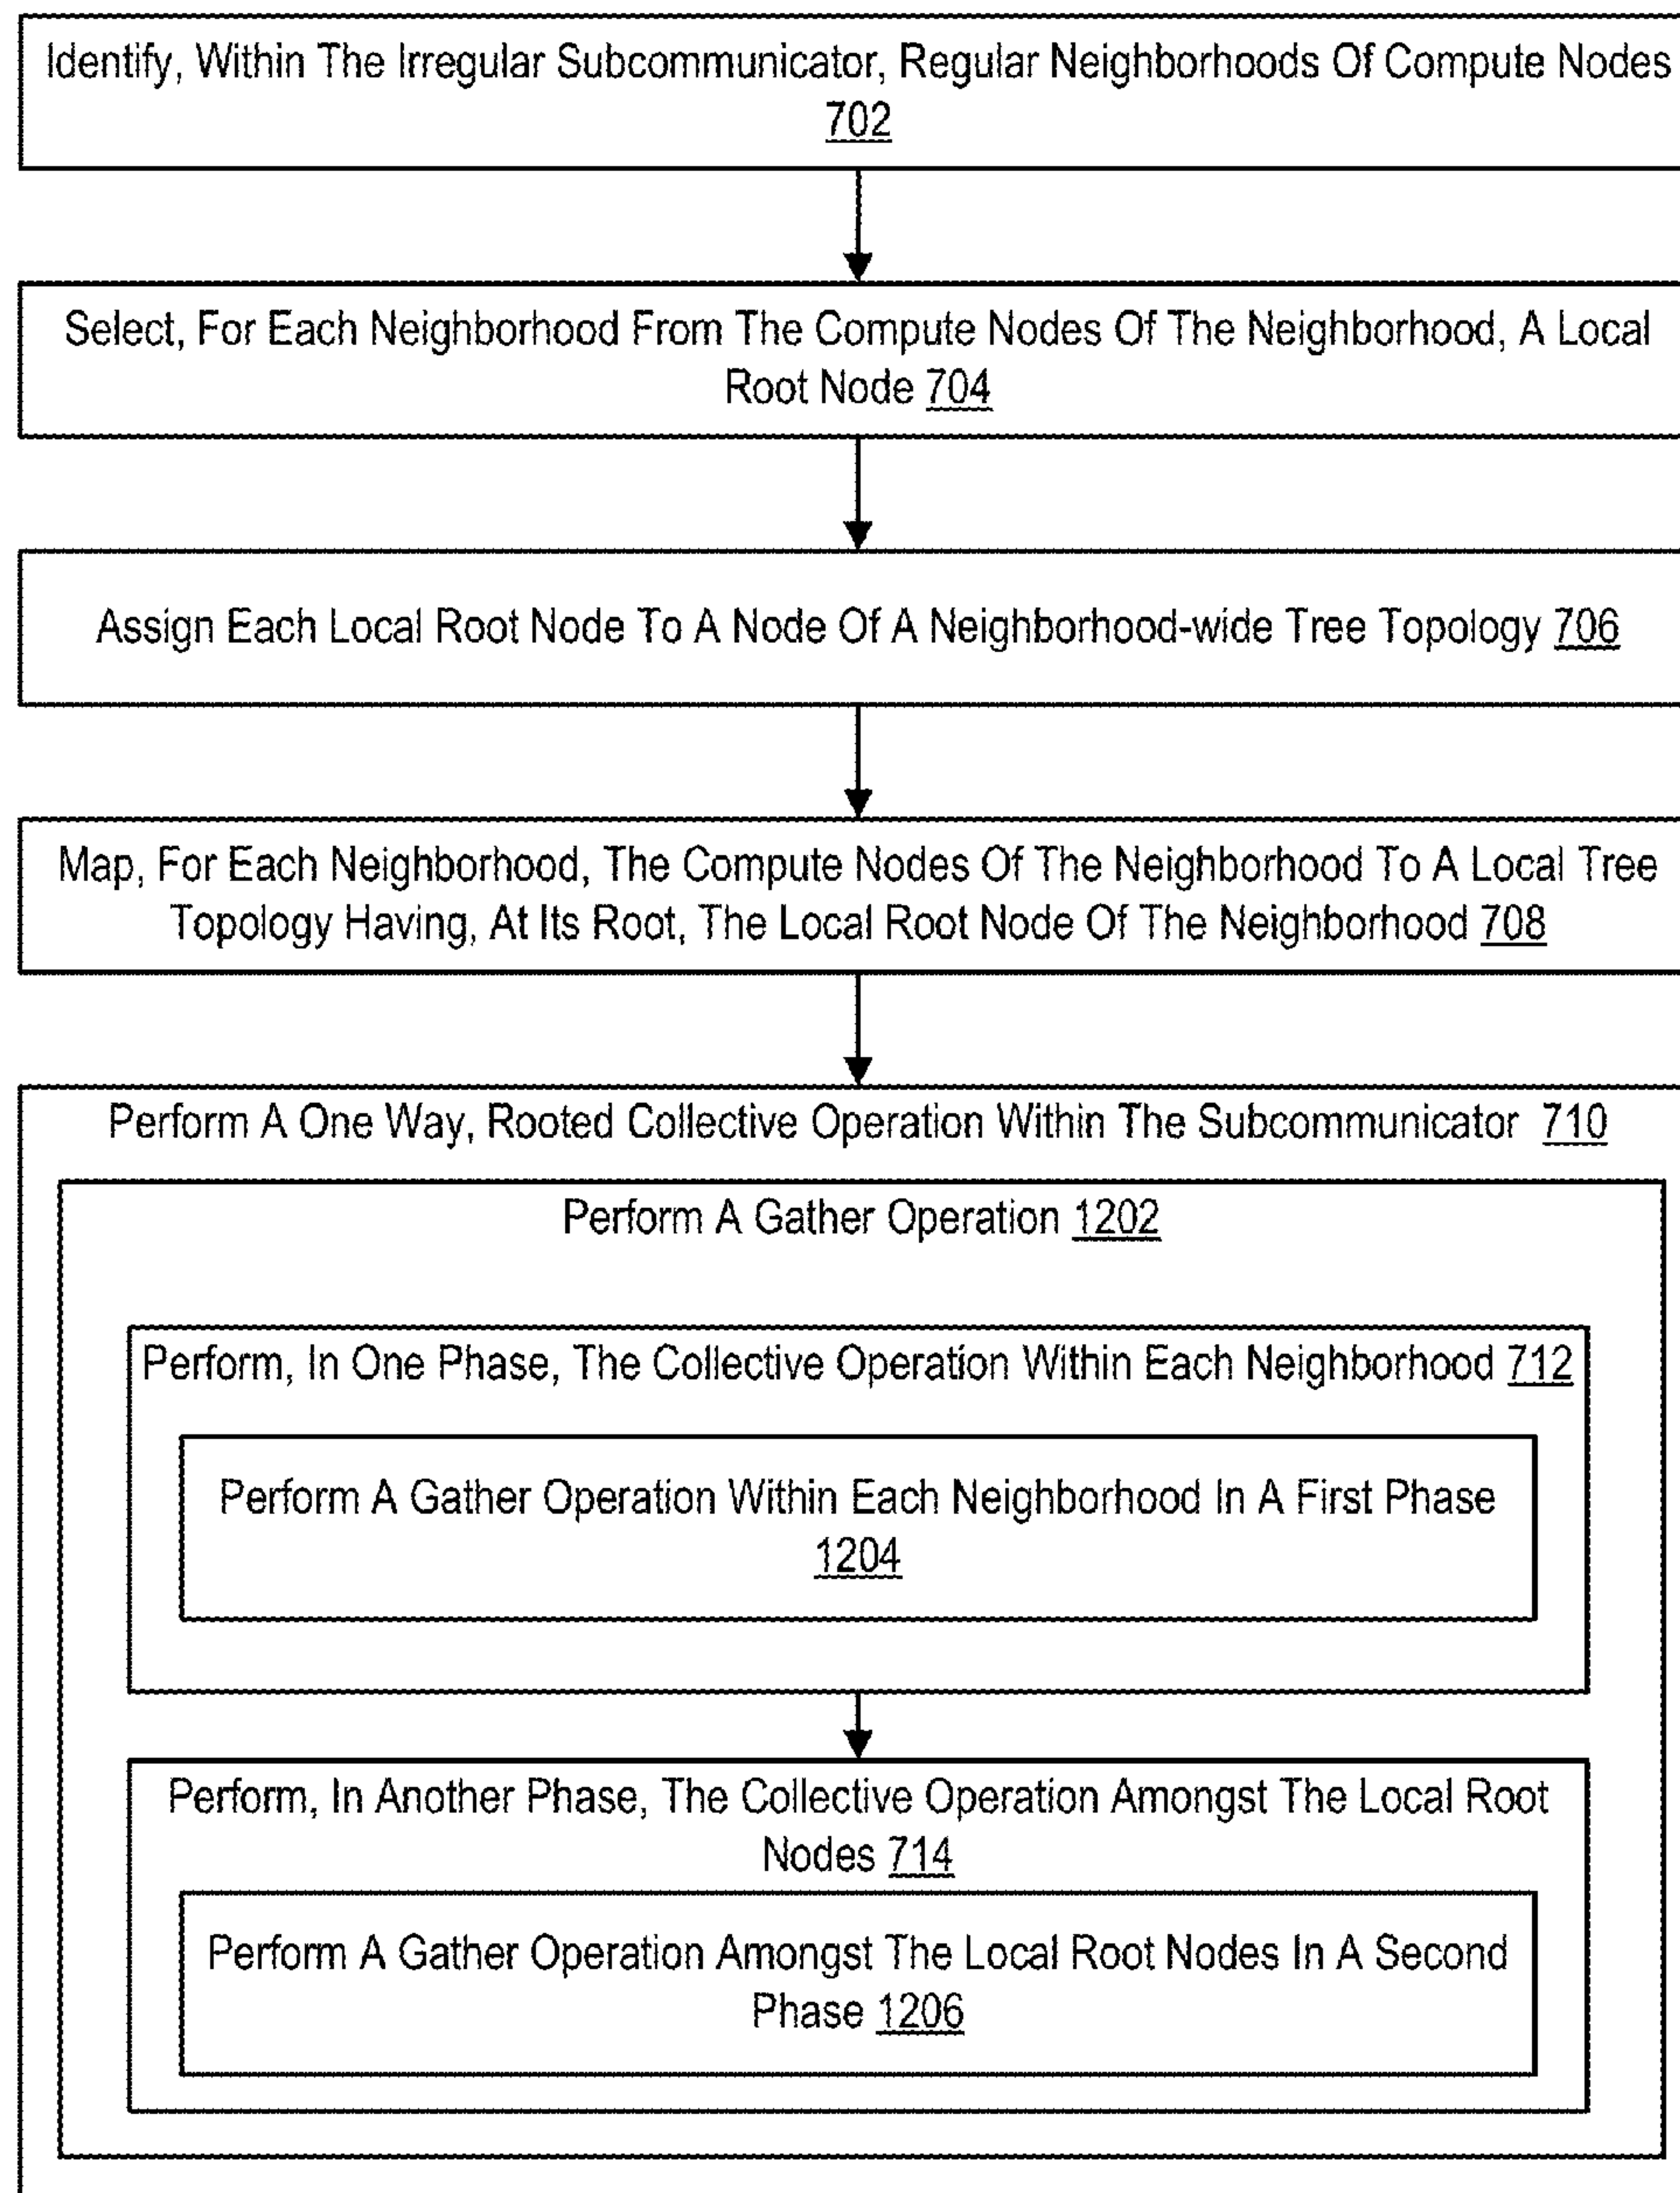 Identify, Within The Irregular Subcommunicator, Regular Neighborhoods Of Compute Nodes
702
Select, For Each Neighborhood From The Compute Nodes Of The Neighborhood, A Local
Root Node 704
Assign Each Local Root Node To A Node Of A Neighborhood-wide Tree Topology 706
Map, For Each Neighborhood, The Compute Nodes Of The Neighborhood To A Local Tree
Topology Having, At Its Root, The Local Root Node Of The Neighborhood 708
Perform A One Way, Rooted Collective Operation Within The Subcommunicator 710
Perform A Gather Operation 1202
Perform, In One Phase, The Collective Operation Within Each Neighborhood 712
Perform A Gather Operation Within Each Neighborhood In A First Phase
1204
Perform, In Another Phase, The Collective Operation Amongst The Local Root
Nodes 714
Perform A Gather Operation Amongst The Local Root Nodes In A Second
Phase 1206